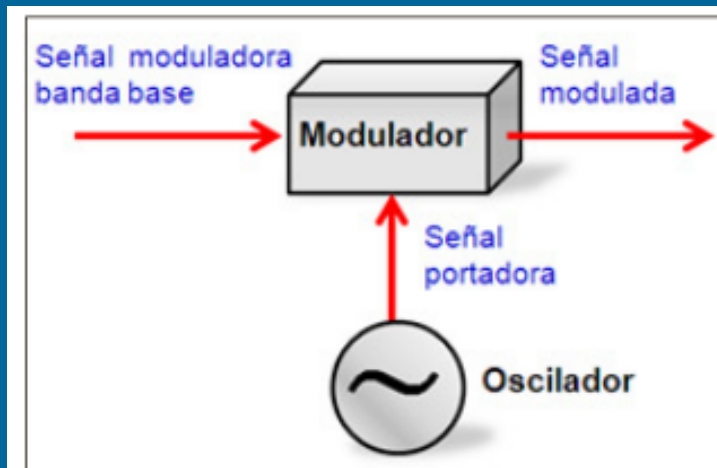 Señal moduladora
banda base
Señal
modulada
Modulador
Señal
portadora
Oscilador